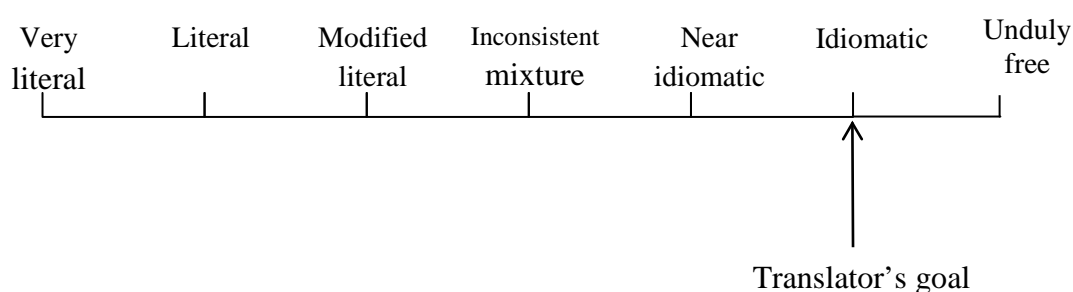 Very
literal
Literal
Modified
literal
Inconsistent
mixture
Near
idiomatic
Idiomatic
Unduly
free
Translator’s goal